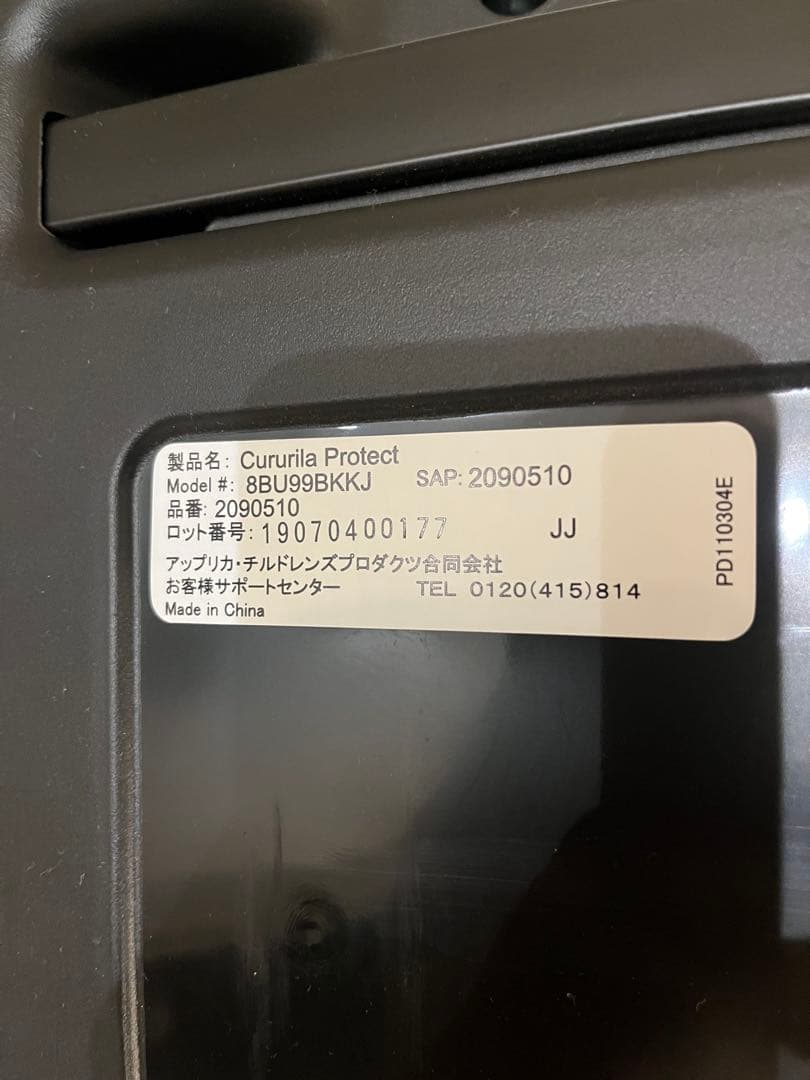 製品名: Cururila Protect
Model #: 8BU99BKKJ SAP: 2090510
品番: 2090510
ロット番号: 19070400177 JJ
アップリカ・チルドレンズプロダクツ合同会社
お客様サポートセンター TEL 0120(415)814
Made in China
PD110304E